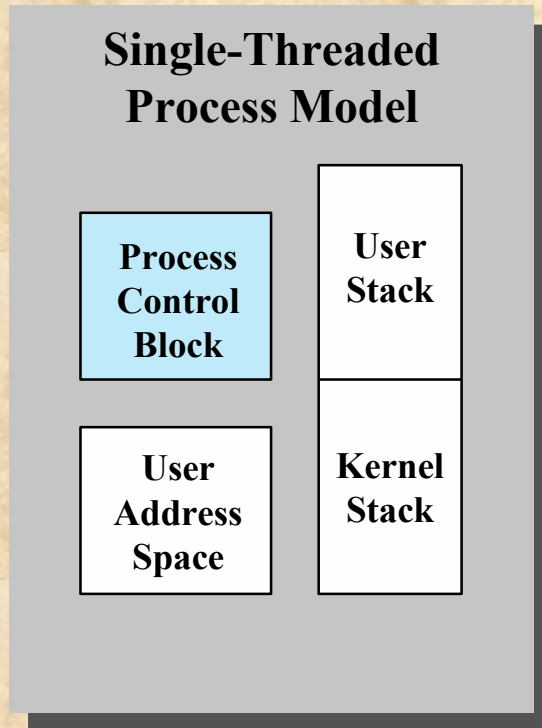 Single-Threaded
Process Model
Process
Control
Block
User
Stack
User
Address
Space
Kernel
Stack